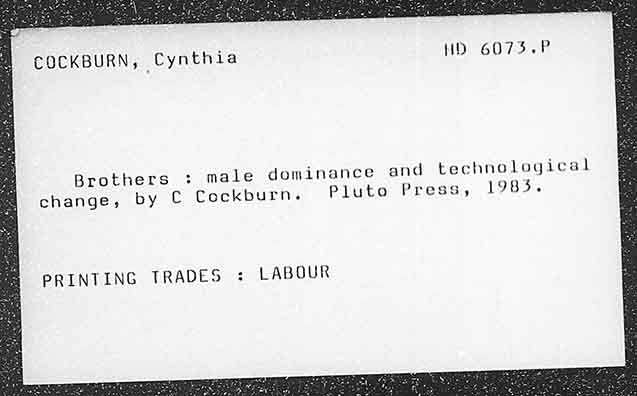 COCKBURN, Cynthia HD 6073.P
Brothers : male dominance and technological
change, by C Cockburn. Pluto Press, 1983.
PRINTING TRADES : LABOUR